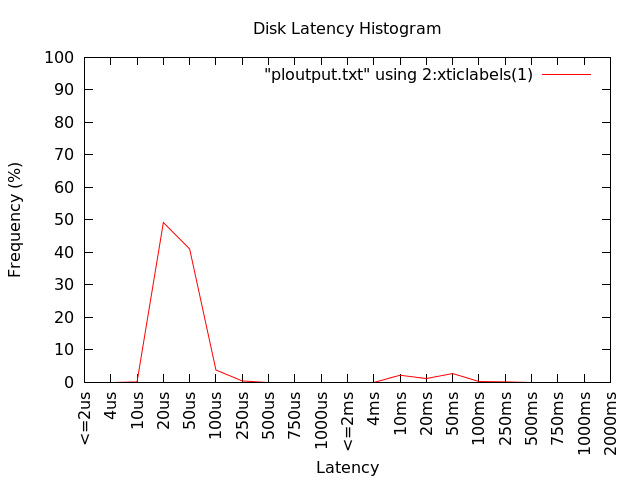 Disk Latency Histogram
"ploutput.txt" using 2:xticlabels(1)
Frequency (%)
100
90
80
70
60
50
40
30
20
10
0
<=2us
4us
10us
20us
50us
100us
250us
500us
750us
1000us
<=2ms
4ms
10ms
20ms
50ms
100ms
250ms
500ms
750ms
1000ms
2000ms
Latency